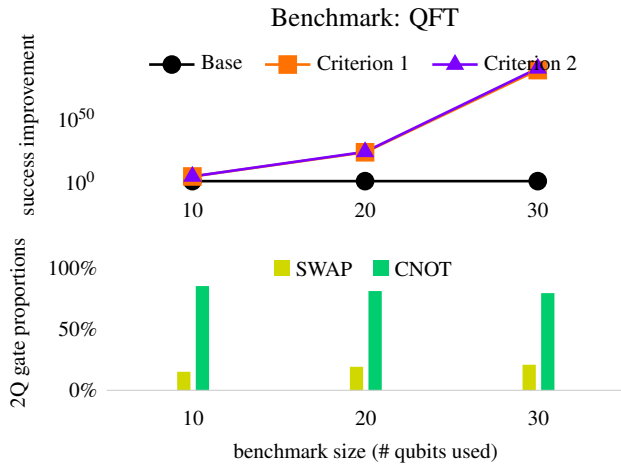 Benchmark: QFT
Base Criterion 1 Criterion 2
success improvement
10^50
10^0
10 20 30
2Q gate proportions
SWAP CNOT
100%
50%
0%
10 20 30
benchmark size (# qubits used)